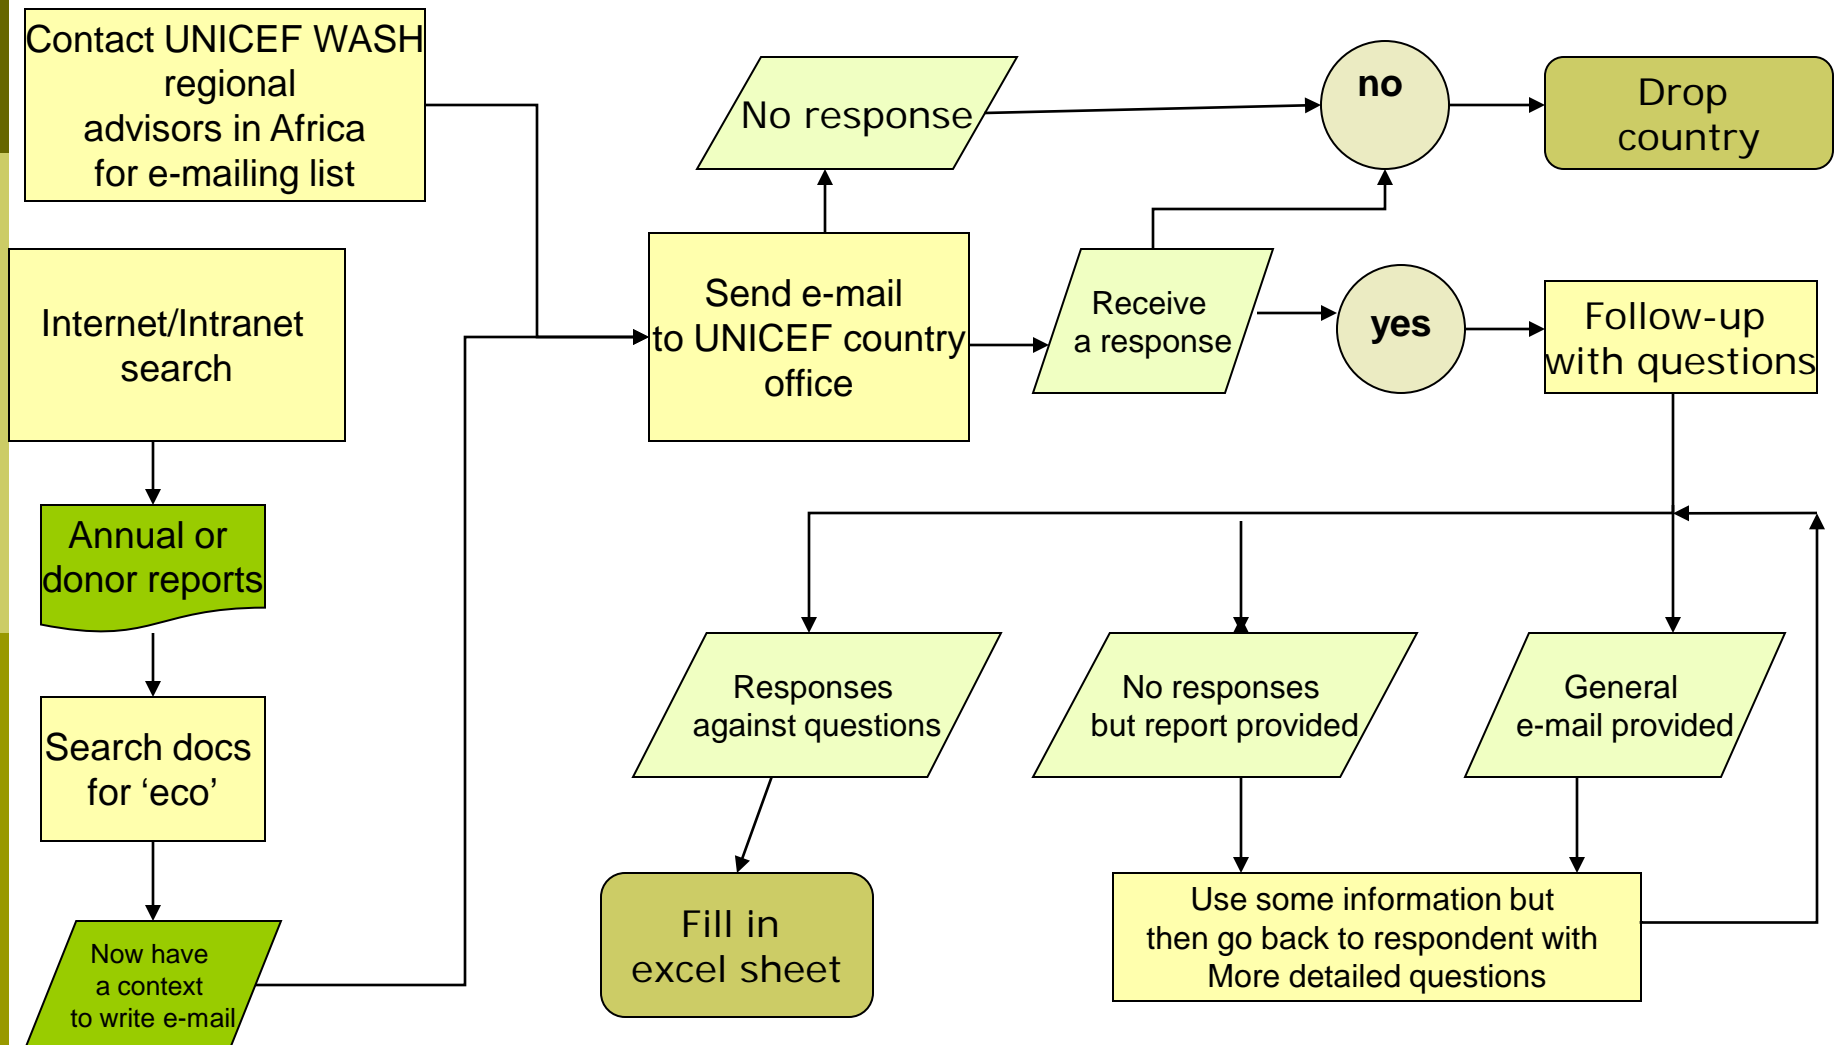 Contact UNICEF WASH
regional
advisors in Africa
for e-mailing list
No response
no
Drop
country
Internet/Intranet
search
Send e-mail
to UNICEF country
office
Receive
a response
yes
Follow-up
with questions
Annual or
donor reports
Search docs
for ‘eco’
Now have
a context
to write e-mail
Responses
against questions
No responses
but report provided
General
e-mail provided
Fill in
excel sheet
Use some information but
then go back to respondent with
More detailed questions